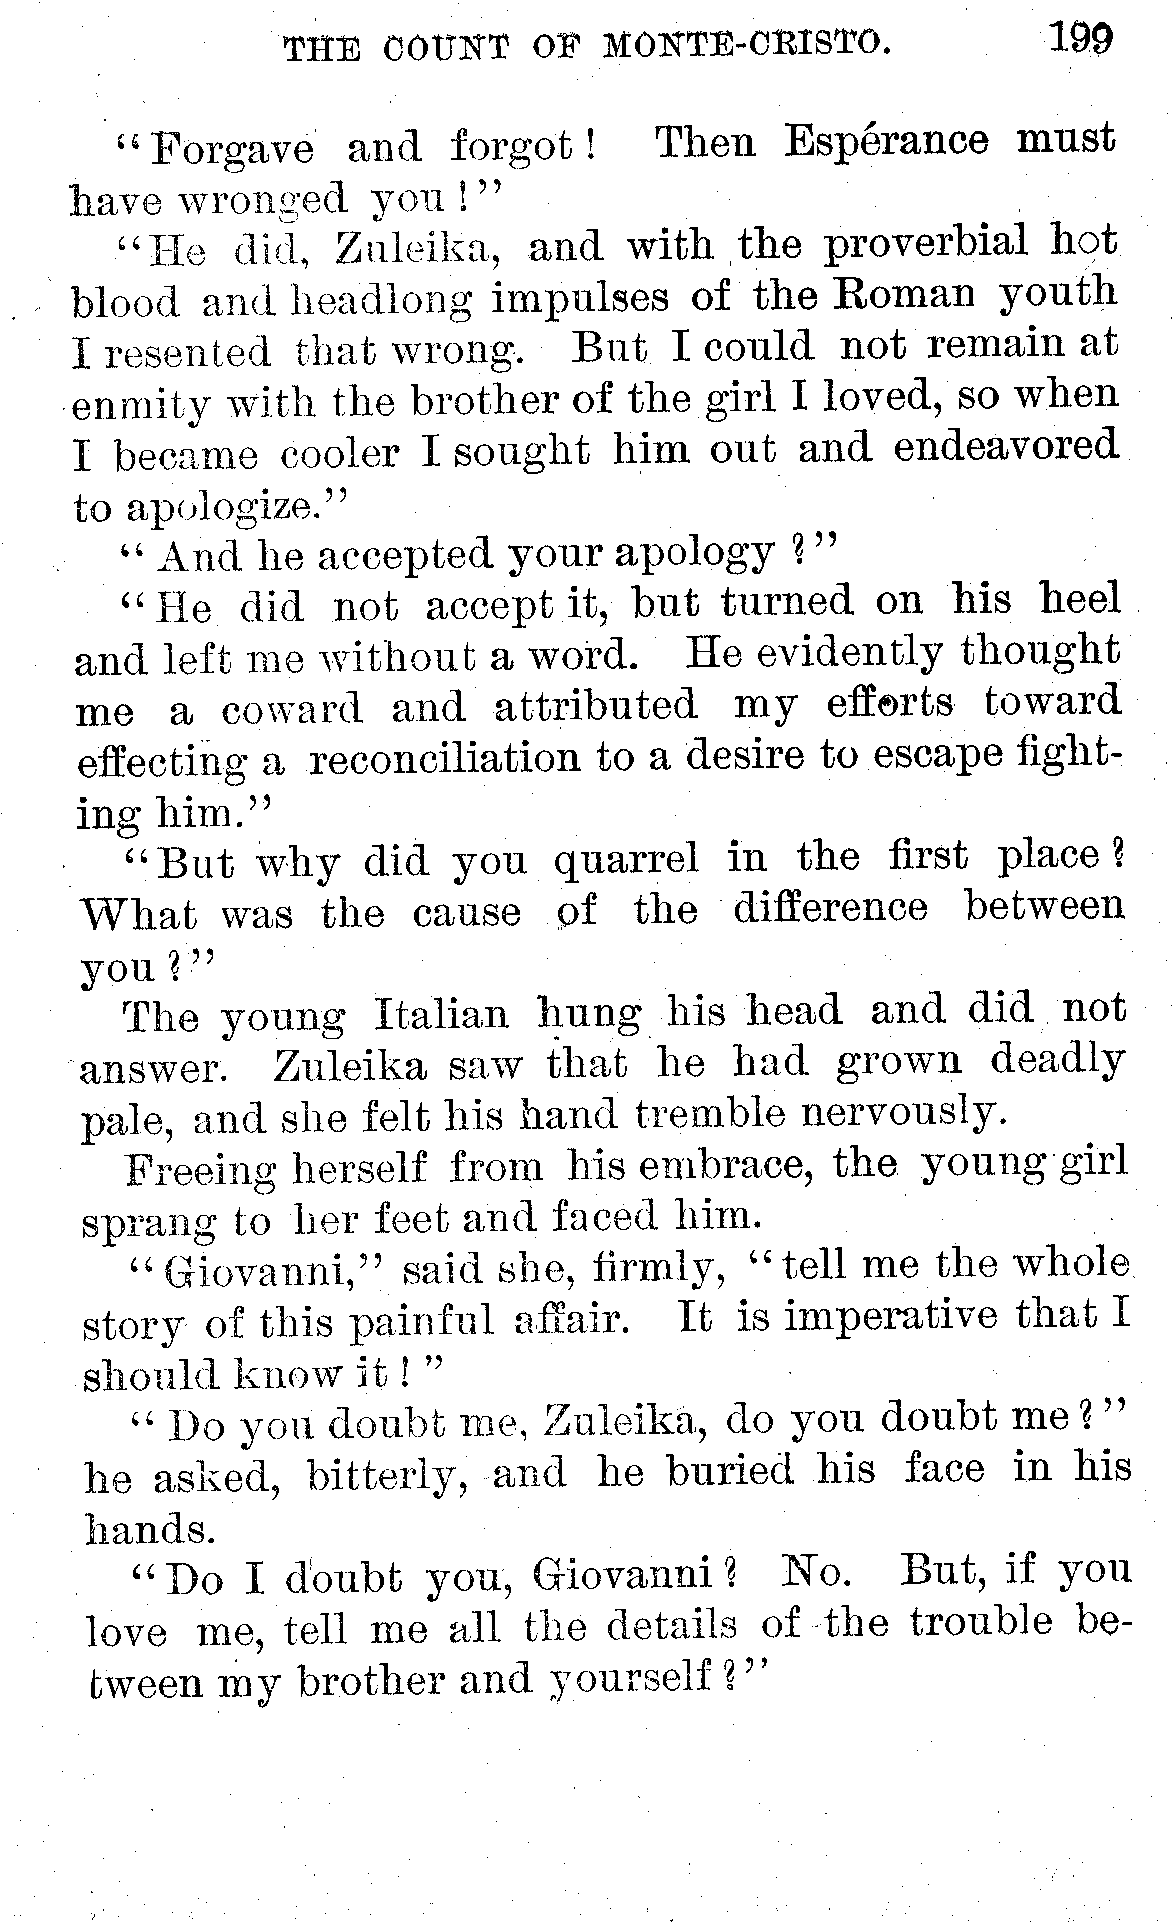 THE COUNT OF MONTE-CRISTO. 199
"Forgave and forgot! Then Espérance must
have wronged you!"
"He did, Zuleika, and with the proverbial hot
blood and headlong impulses of the Roman youth
I resented that wrong. But I could not remain at
enmity with the brother of the girl I loved, so when
I became cooler I sought him out and endeavored
to apologize."
"And he accepted your apology?"
"He did not accept it, but turned on his heel
and left me without a word. He evidently thought
me a coward and attributed my efforts toward
effecting a reconciliation to a desire to escape fight-
ing him."
"But why did you quarrel in the first place?
What was the cause of the difference between
you?"
The young Italian hung his head and did not
answer. Zuleika saw that he had grown deadly
pale, and she felt his hand tremble nervously.
Freeing herself from his embrace, the young girl
sprang to her feet and faced him.
"Giovanni," said she, firmly, "tell me the whole
story of this painful affair. It is imperative that I
should know it!"
"Do you doubt me, Zuleika, do you doubt me?"
he asked, bitterly, and he buried his face in his
hands.
"Do I doubt you, Giovanni? No. But, if you
love me, tell me all the details of the trouble be-
tween my brother and yourself?"